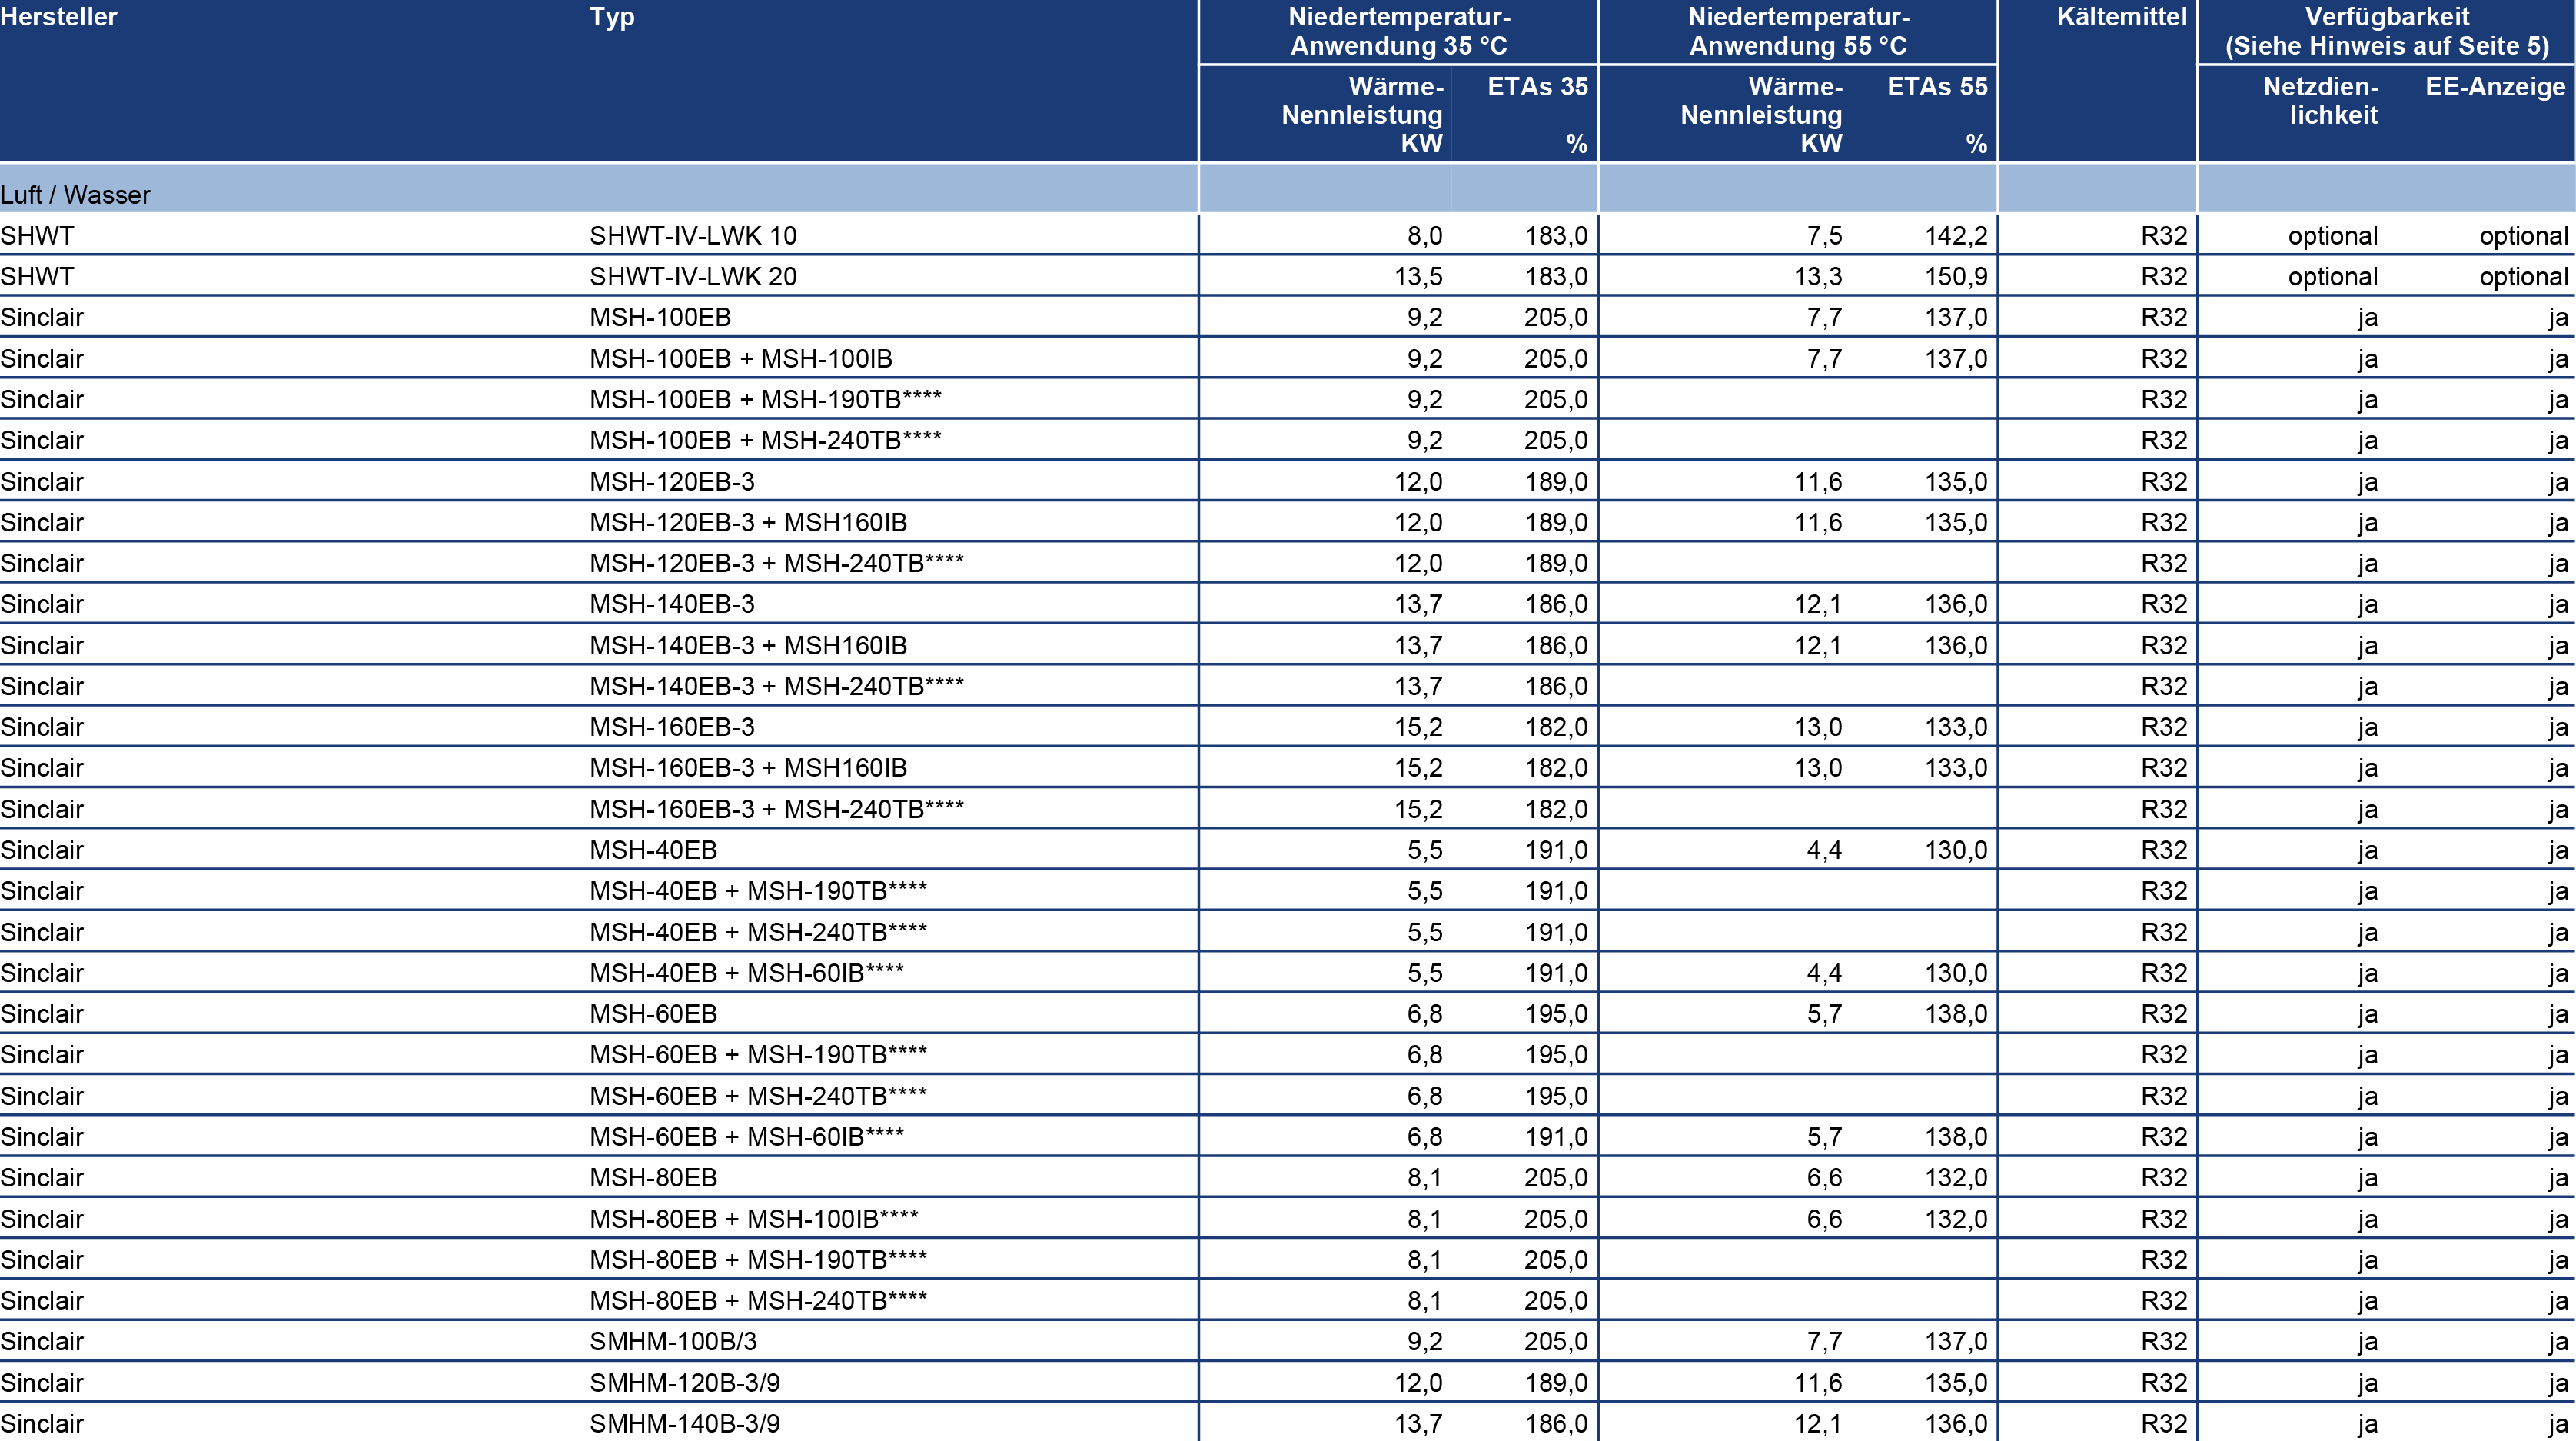 Hersteller Typ Niedertemperatur- Niedertemperatur- Kältemittel Verfügbarkeit
Anwendung 35 °C Anwendung 55 °C (Siehe Hinweis auf Seite 5)
Wärme- ETAs 35 Wärme- ETAs 55 Netzdien- EE-Anzeige
Nennleistung Nennleistung lichkeit
KW % KW %
Luft / Wasser
SHWT SHWT-IV-LWK 10 8,0 183,0 7,5 142,2 R32 optional optional
SHWT SHWT-IV-LWK 20 13,5 183,0 13,3 150,9 R32 optional optional
Sinclair MSH-100EB 9,2 205,0 7,7 137,0 R32 ja ja
Sinclair MSH-100EB + MSH-100IB 9,2 205,0 7,7 137,0 R32 ja ja
Sinclair MSH-100EB + MSH-190TB**** 9,2 205,0 R32 ja ja
Sinclair MSH-100EB + MSH-240TB**** 9,2 205,0 R32 ja ja
Sinclair MSH-120EB-3 12,0 189,0 11,6 135,0 R32 ja ja
Sinclair MSH-120EB-3 + MSH160IB 12,0 189,0 11,6 135,0 R32 ja ja
Sinclair MSH-120EB-3 + MSH-240TB**** 12,0 189,0 R32 ja ja
Sinclair MSH-140EB-3 13,7 186,0 12,1 136,0 R32 ja ja
Sinclair MSH-140EB-3 + MSH160IB 13,7 186,0 12,1 136,0 R32 ja ja
Sinclair MSH-140EB-3 + MSH-240TB**** 13,7 186,0 R32 ja ja
Sinclair MSH-160EB-3 15,2 182,0 13,0 133,0 R32 ja ja
Sinclair MSH-160EB-3 + MSH160IB 15,2 182,0 13,0 133,0 R32 ja ja
Sinclair MSH-160EB-3 + MSH-240TB**** 15,2 182,0 R32 ja ja
Sinclair MSH-40EB 5,5 191,0 4,4 130,0 R32 ja ja
Sinclair MSH-40EB + MSH-190TB**** 5,5 191,0 R32 ja ja
Sinclair MSH-40EB + MSH-240TB**** 5,5 191,0 R32 ja ja
Sinclair MSH-40EB + MSH-60IB**** 5,5 191,0 4,4 130,0 R32 ja ja
Sinclair MSH-60EB 6,8 195,0 5,7 138,0 R32 ja ja
Sinclair MSH-60EB + MSH-190TB**** 6,8 195,0 R32 ja ja
Sinclair MSH-60EB + MSH-240TB**** 6,8 195,0 R32 ja ja
Sinclair MSH-60EB + MSH-60IB**** 6,8 191,0 5,7 138,0 R32 ja ja
Sinclair MSH-80EB 8,1 205,0 6,6 132,0 R32 ja ja
Sinclair MSH-80EB + MSH-100IB**** 8,1 205,0 6,6 132,0 R32 ja ja
Sinclair MSH-80EB + MSH-190TB**** 8,1 205,0 R32 ja ja
Sinclair MSH-80EB + MSH-240TB**** 8,1 205,0 R32 ja ja
Sinclair SMHM-100B/3 9,2 205,0 7,7 137,0 R32 ja ja
Sinclair SMHM-120B-3/9 12,0 189,0 11,6 135,0 R32 ja ja
Sinclair SMHM-140B-3/9 13,7 186,0 12,1 136,0 R32 ja ja